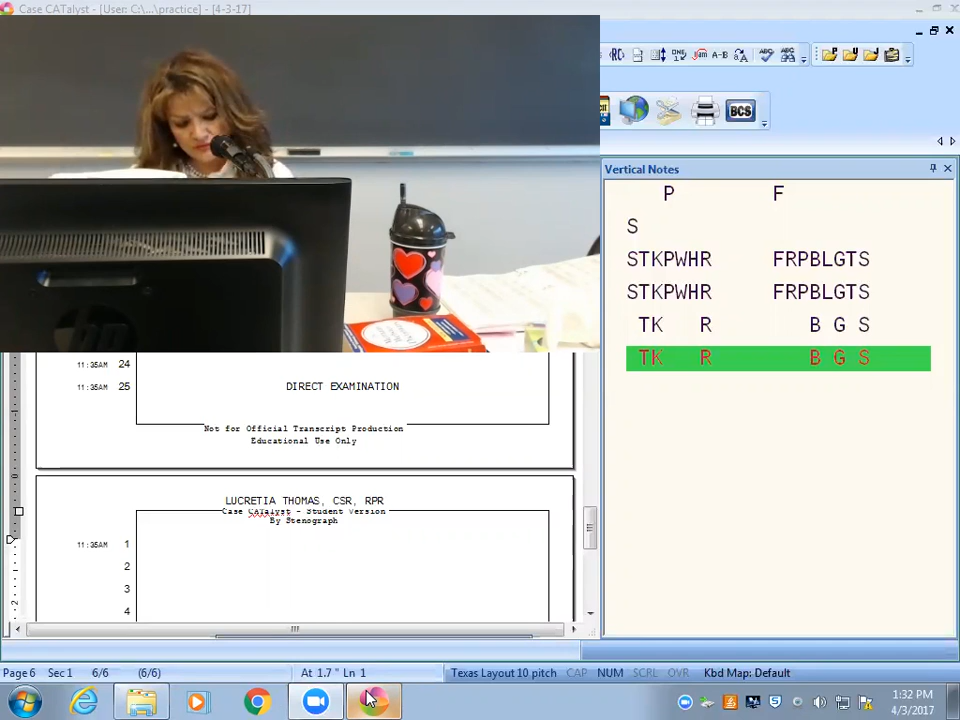 Case CATalyst - [User: C:\...\practice] - [4-3-17]
BCS
Vertical Notes
P F
S
STKPWHR FRPBLGTS
STKPWHR FRPBLGTS
TK R B G S
TK R B G S
11:35AM 24
11:35AM 25 DIRECT EXAMINATION
Not for Official Transcript Production
Educational Use Only
LUCRETIA THOMAS, CSR, RPR
Case CATalyst - Student Version
By Stenograph
11:35AM 1
2
3
4
Page 6 Sec 1 6/6 (6/6) At 1.7 " Ln 1 Texas Layout 10 pitch CAP NUM SCRL OVR Kbd Map: Default
1:32 PM
4/3/2017